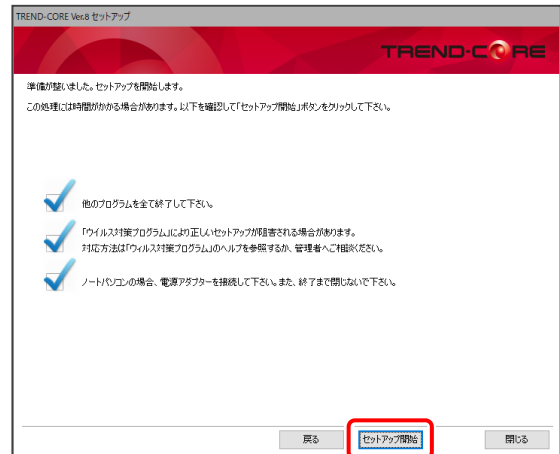 TREND-CORE Ver.8 セットアップ
TREND-CORE
準備が整いました。セットアップを開始します。
この処理には時間がかかる場合があります。以下を確認して「セットアップ開始」ボタンをクリックして下さい。
他のプログラムを全て終了して下さい。
「ウイルス対策プログラム」により正しいセットアップが阻害される場合があります。
対応方法は「ウィルス対策プログラム」のヘルプを参照するか、管理者へご相談ください。
ノートパソコンの場合、電源アダプターを接続して下さい。また、終了まで閉じないで下さい。
戻る
セットアップ開始
閉じる